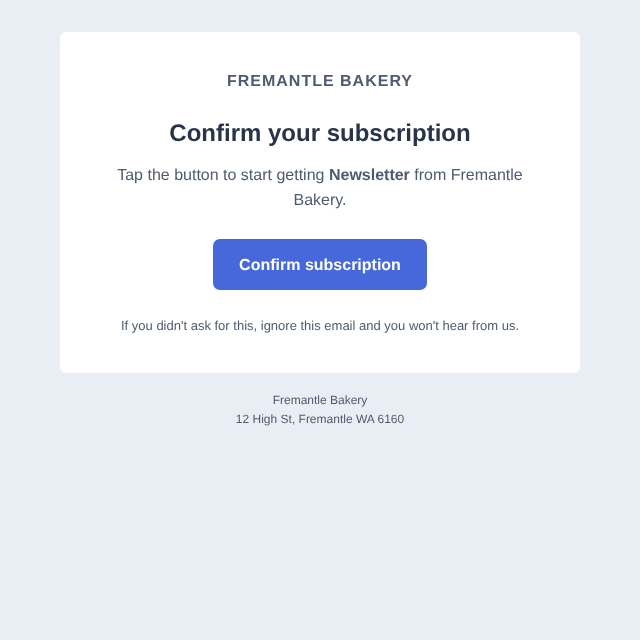 FREMANTLE BAKERY
Confirm your subscription
Tap the button to start getting Newsletter from Fremantle
Bakery.
Confirm subscription
If you didn't ask for this, ignore this email and you won't hear from us.
Fremantle Bakery
12 High St, Fremantle WA 6160